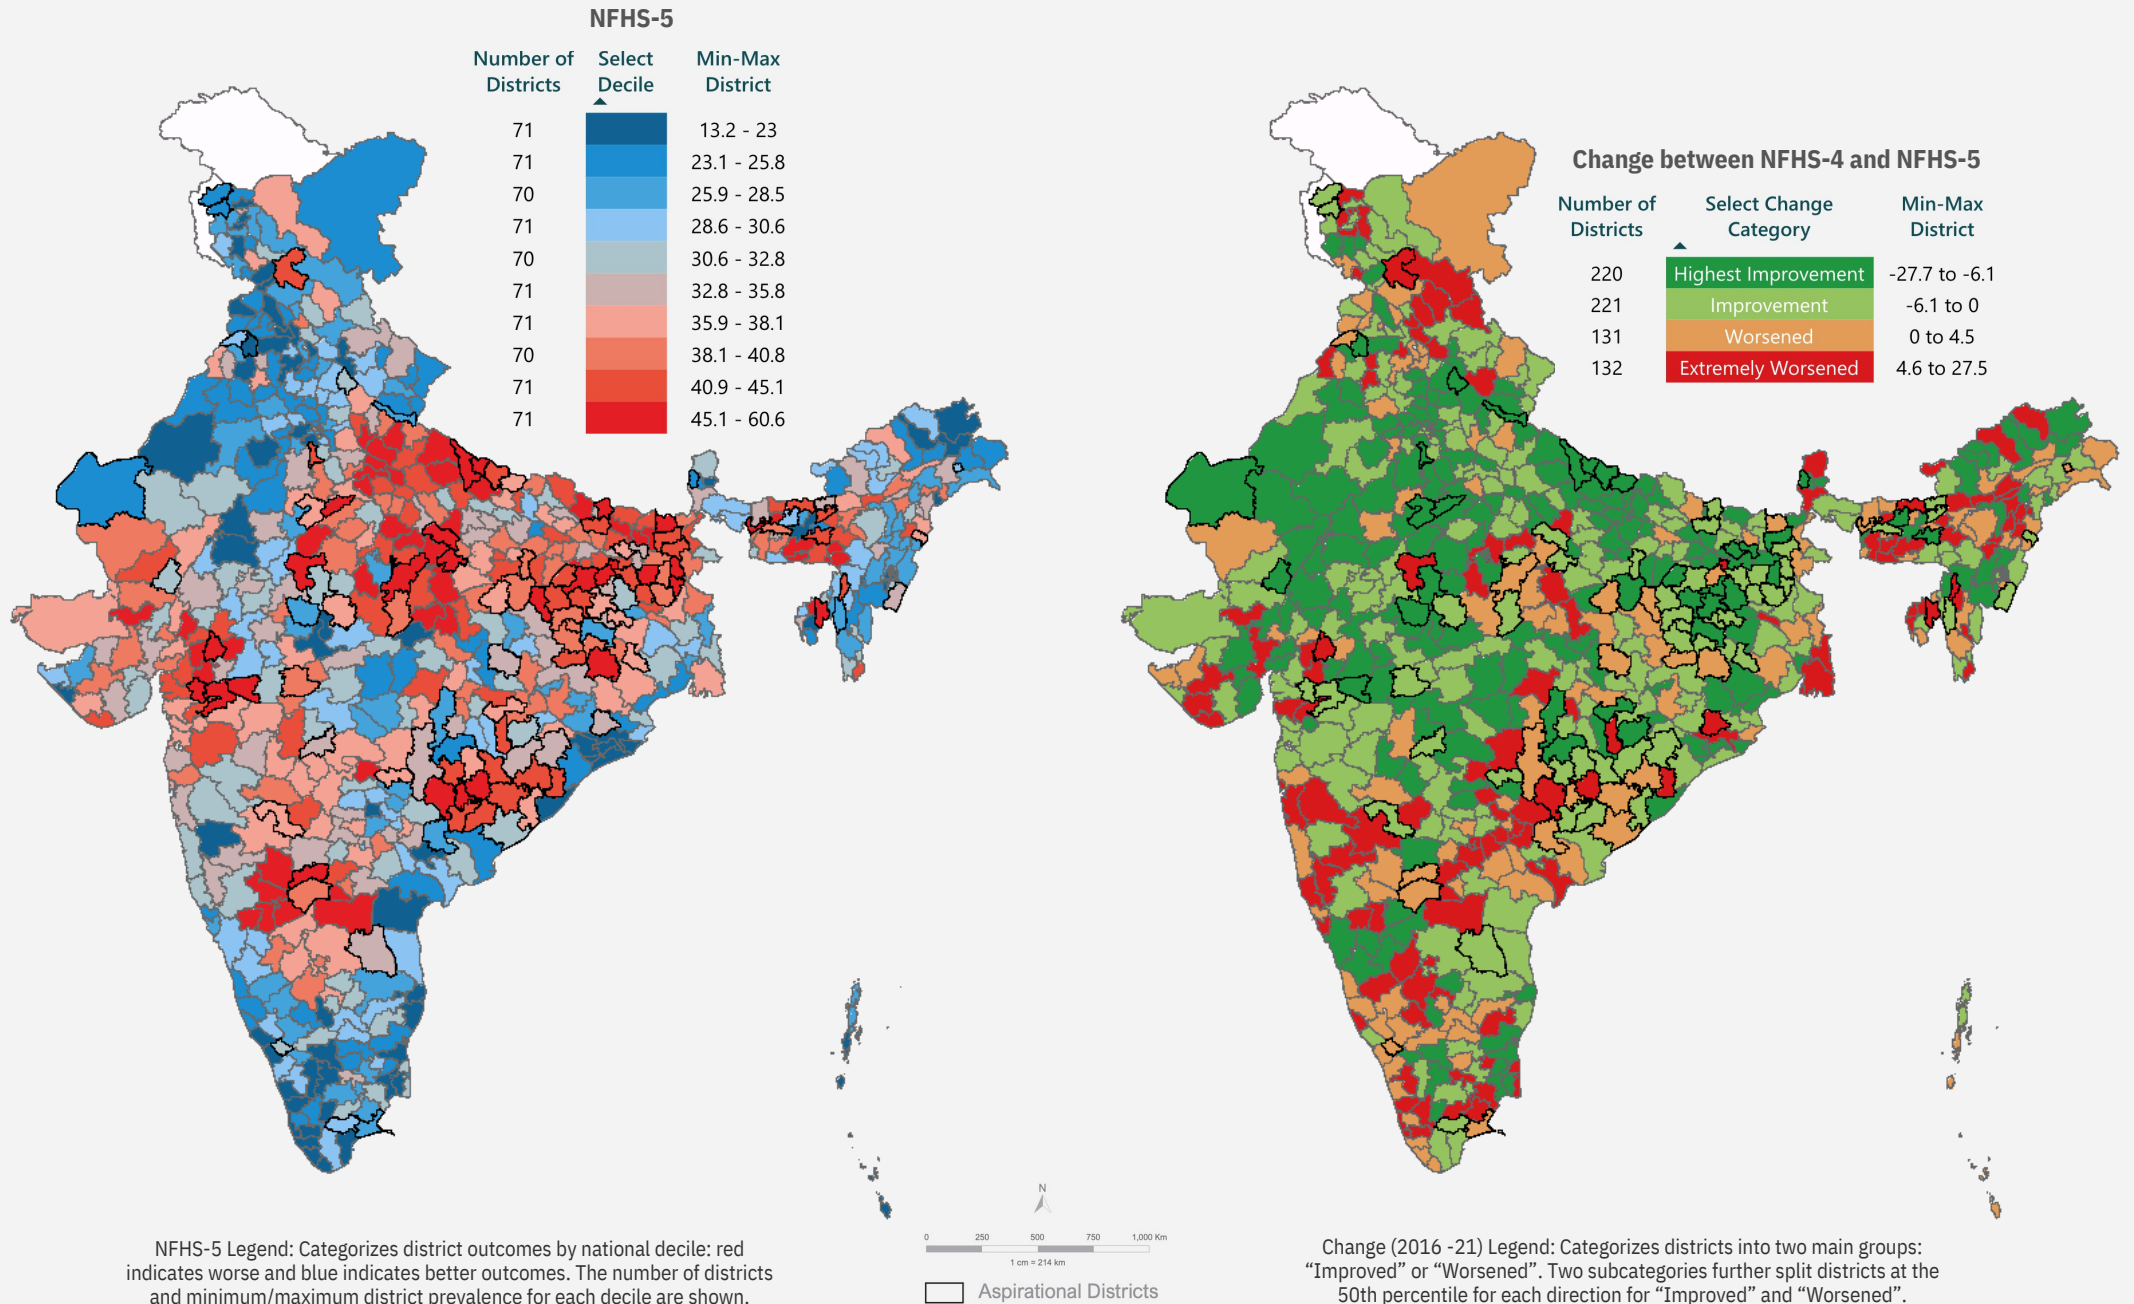 NFHS-5
Number of Districts Select Decile Min-Max District
71 13.2 - 23
71 23.1 - 25.8
70 25.9 - 28.5
71 28.6 - 30.6
70 30.6 - 32.8
71 32.8 - 35.8
71 35.9 - 38.1
70 38.1 - 40.8
71 40.9 - 45.1
71 45.1 - 60.6
Change between NFHS-4 and NFHS-5
Number of Districts Select Change Category Min-Max District
220 Highest Improvement -27.7 to -6.1
221 Improvement -6.1 to 0
131 Worsened 0 to 4.5
132 Extremely Worsened 4.6 to 27.5
NFHS-5 Legend: Categorizes district outcomes by national decile: red
indicates worse and blue indicates better outcomes. The number of districts
and minimum/maximum district prevalence for each decile are shown.
N
0 250 500 750 1,000 Km
1 cm = 214 km
Aspirational Districts
Change (2016 -21) Legend: Categorizes districts into two main groups:
“Improved” or “Worsened”. Two subcategories further split districts at the
50th percentile for each direction for “Improved” and “Worsened”.